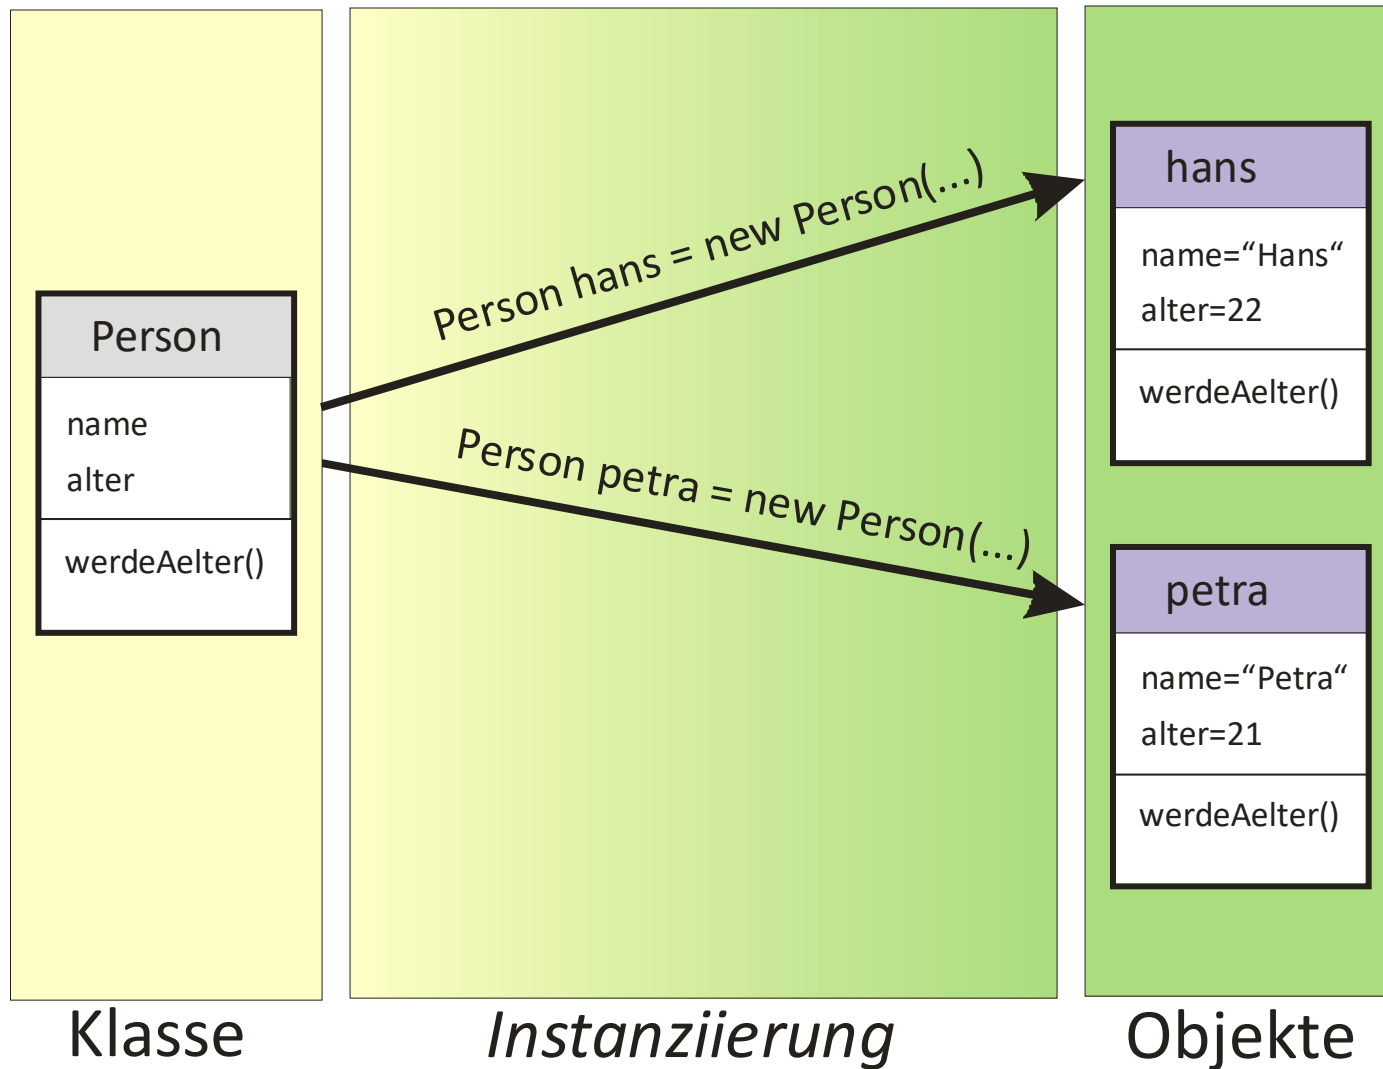 Person
name
alter
werdeAelter()
Person hans = new Person(...)
Person petra = new Person(...)
hans
name=“Hans“
alter=22
werdeAelter()
petra
name=“Petra“
alter=21
werdeAelter()
Klasse
Instanziierung
Objekte